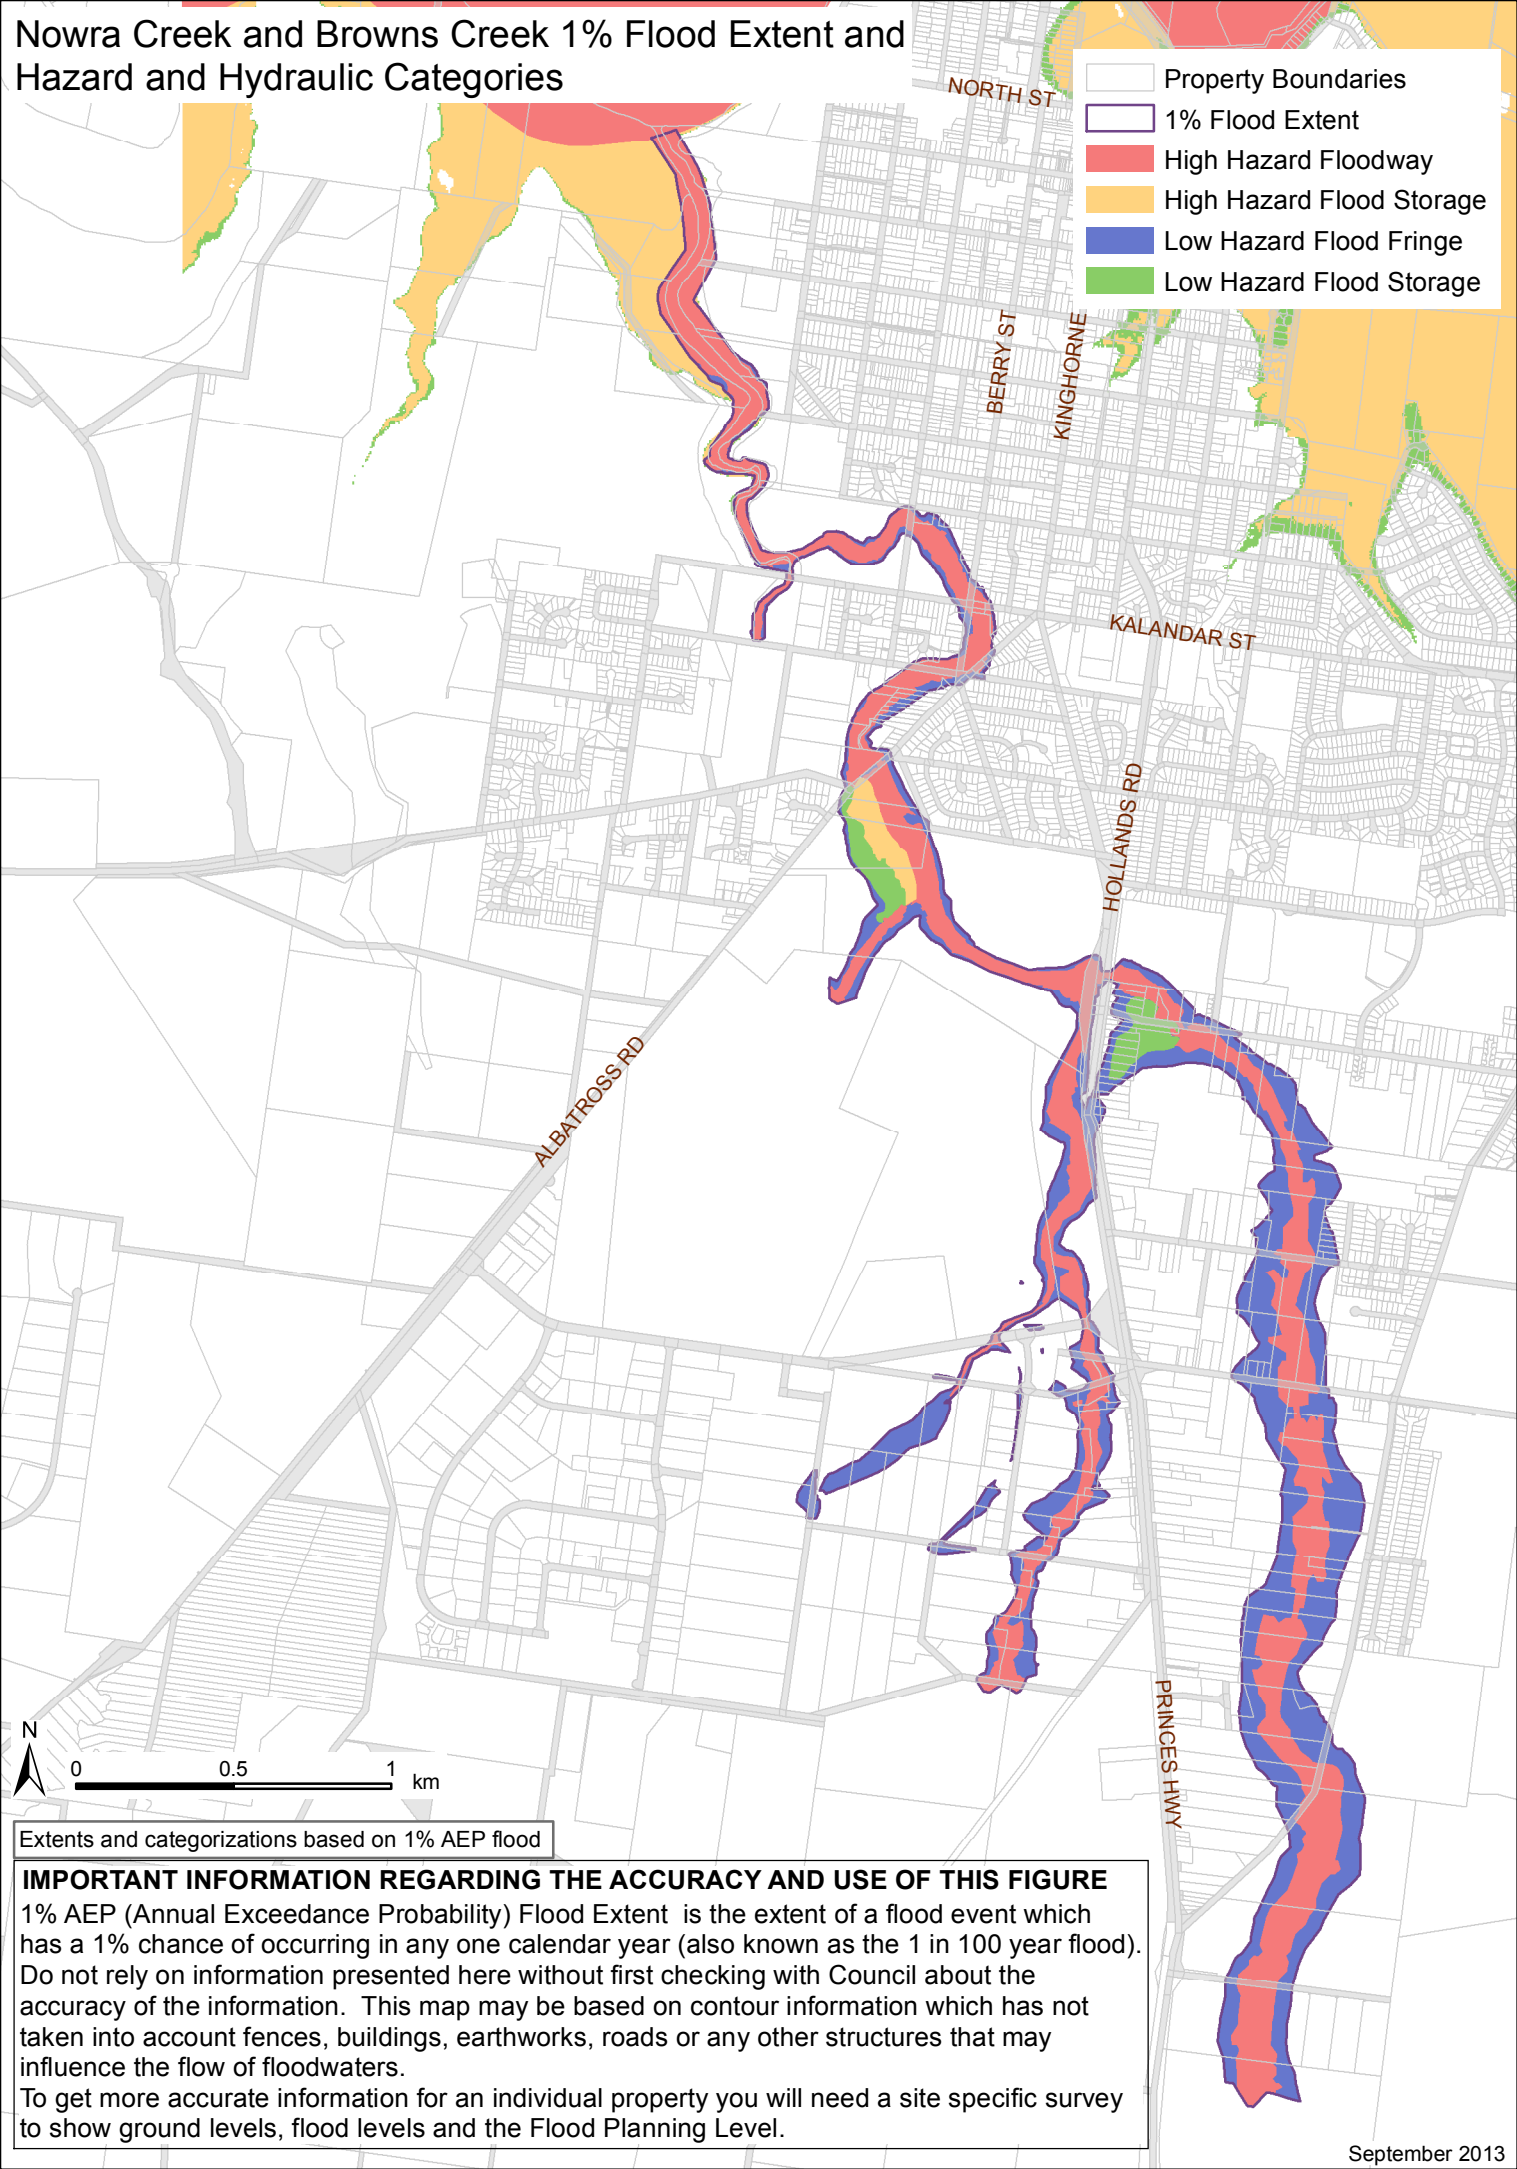 Nowra Creek and Browns Creek 1% Flood Extent and
Hazard and Hydraulic Categories
Property Boundaries
1% Flood Extent
High Hazard Floodway
High Hazard Flood Storage
Low Hazard Flood Fringe
Low Hazard Flood Storage
NORTH ST
BERRY ST
KINGHORNE
KALANDAR ST
HOLLANDS RD
ALBATROSS RD
PRINCES HWY
N
0 0.5 1
km
Extents and categorizations based on 1% AEP flood
IMPORTANT INFORMATION REGARDING THE ACCURACY AND USE OF THIS FIGURE
1% AEP (Annual Exceedance Probability) Flood Extent is the extent of a flood event which
has a 1% chance of occurring in any one calendar year (also known as the 1 in 100 year flood).
Do not rely on information presented here without first checking with Council about the
accuracy of the information. This map may be based on contour information which has not
taken into account fences, buildings, earthworks, roads or any other structures that may
influence the flow of floodwaters.
To get more accurate information for an individual property you will need a site specific survey
to show ground levels, flood levels and the Flood Planning Level.
September 2013